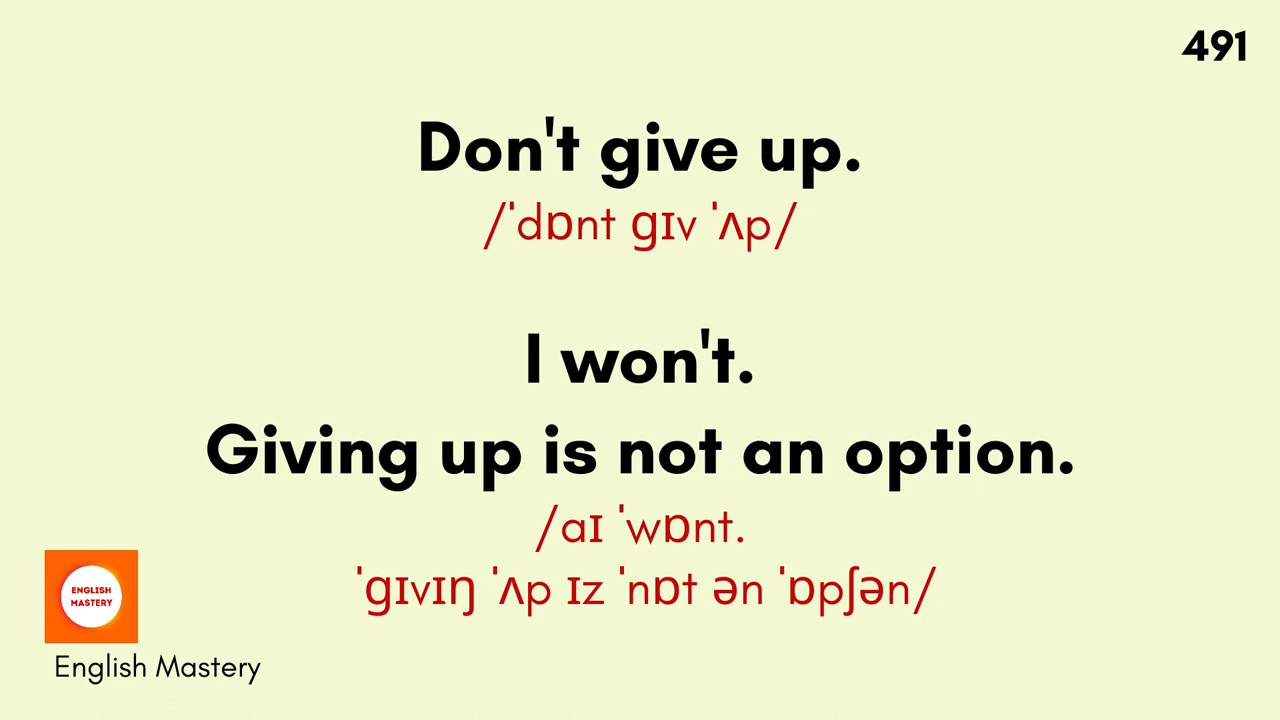 491
Don't give up.
/ˈdɒnt ɡɪv ˈʌp/
I won't.
Giving up is not an option.
/aɪ ˈwɒnt.
ˈɡɪvɪŋ ˈʌp ɪz ˈnɒt ən ˈɒpʃən/
ENGLISH
MASTERY
English Mastery